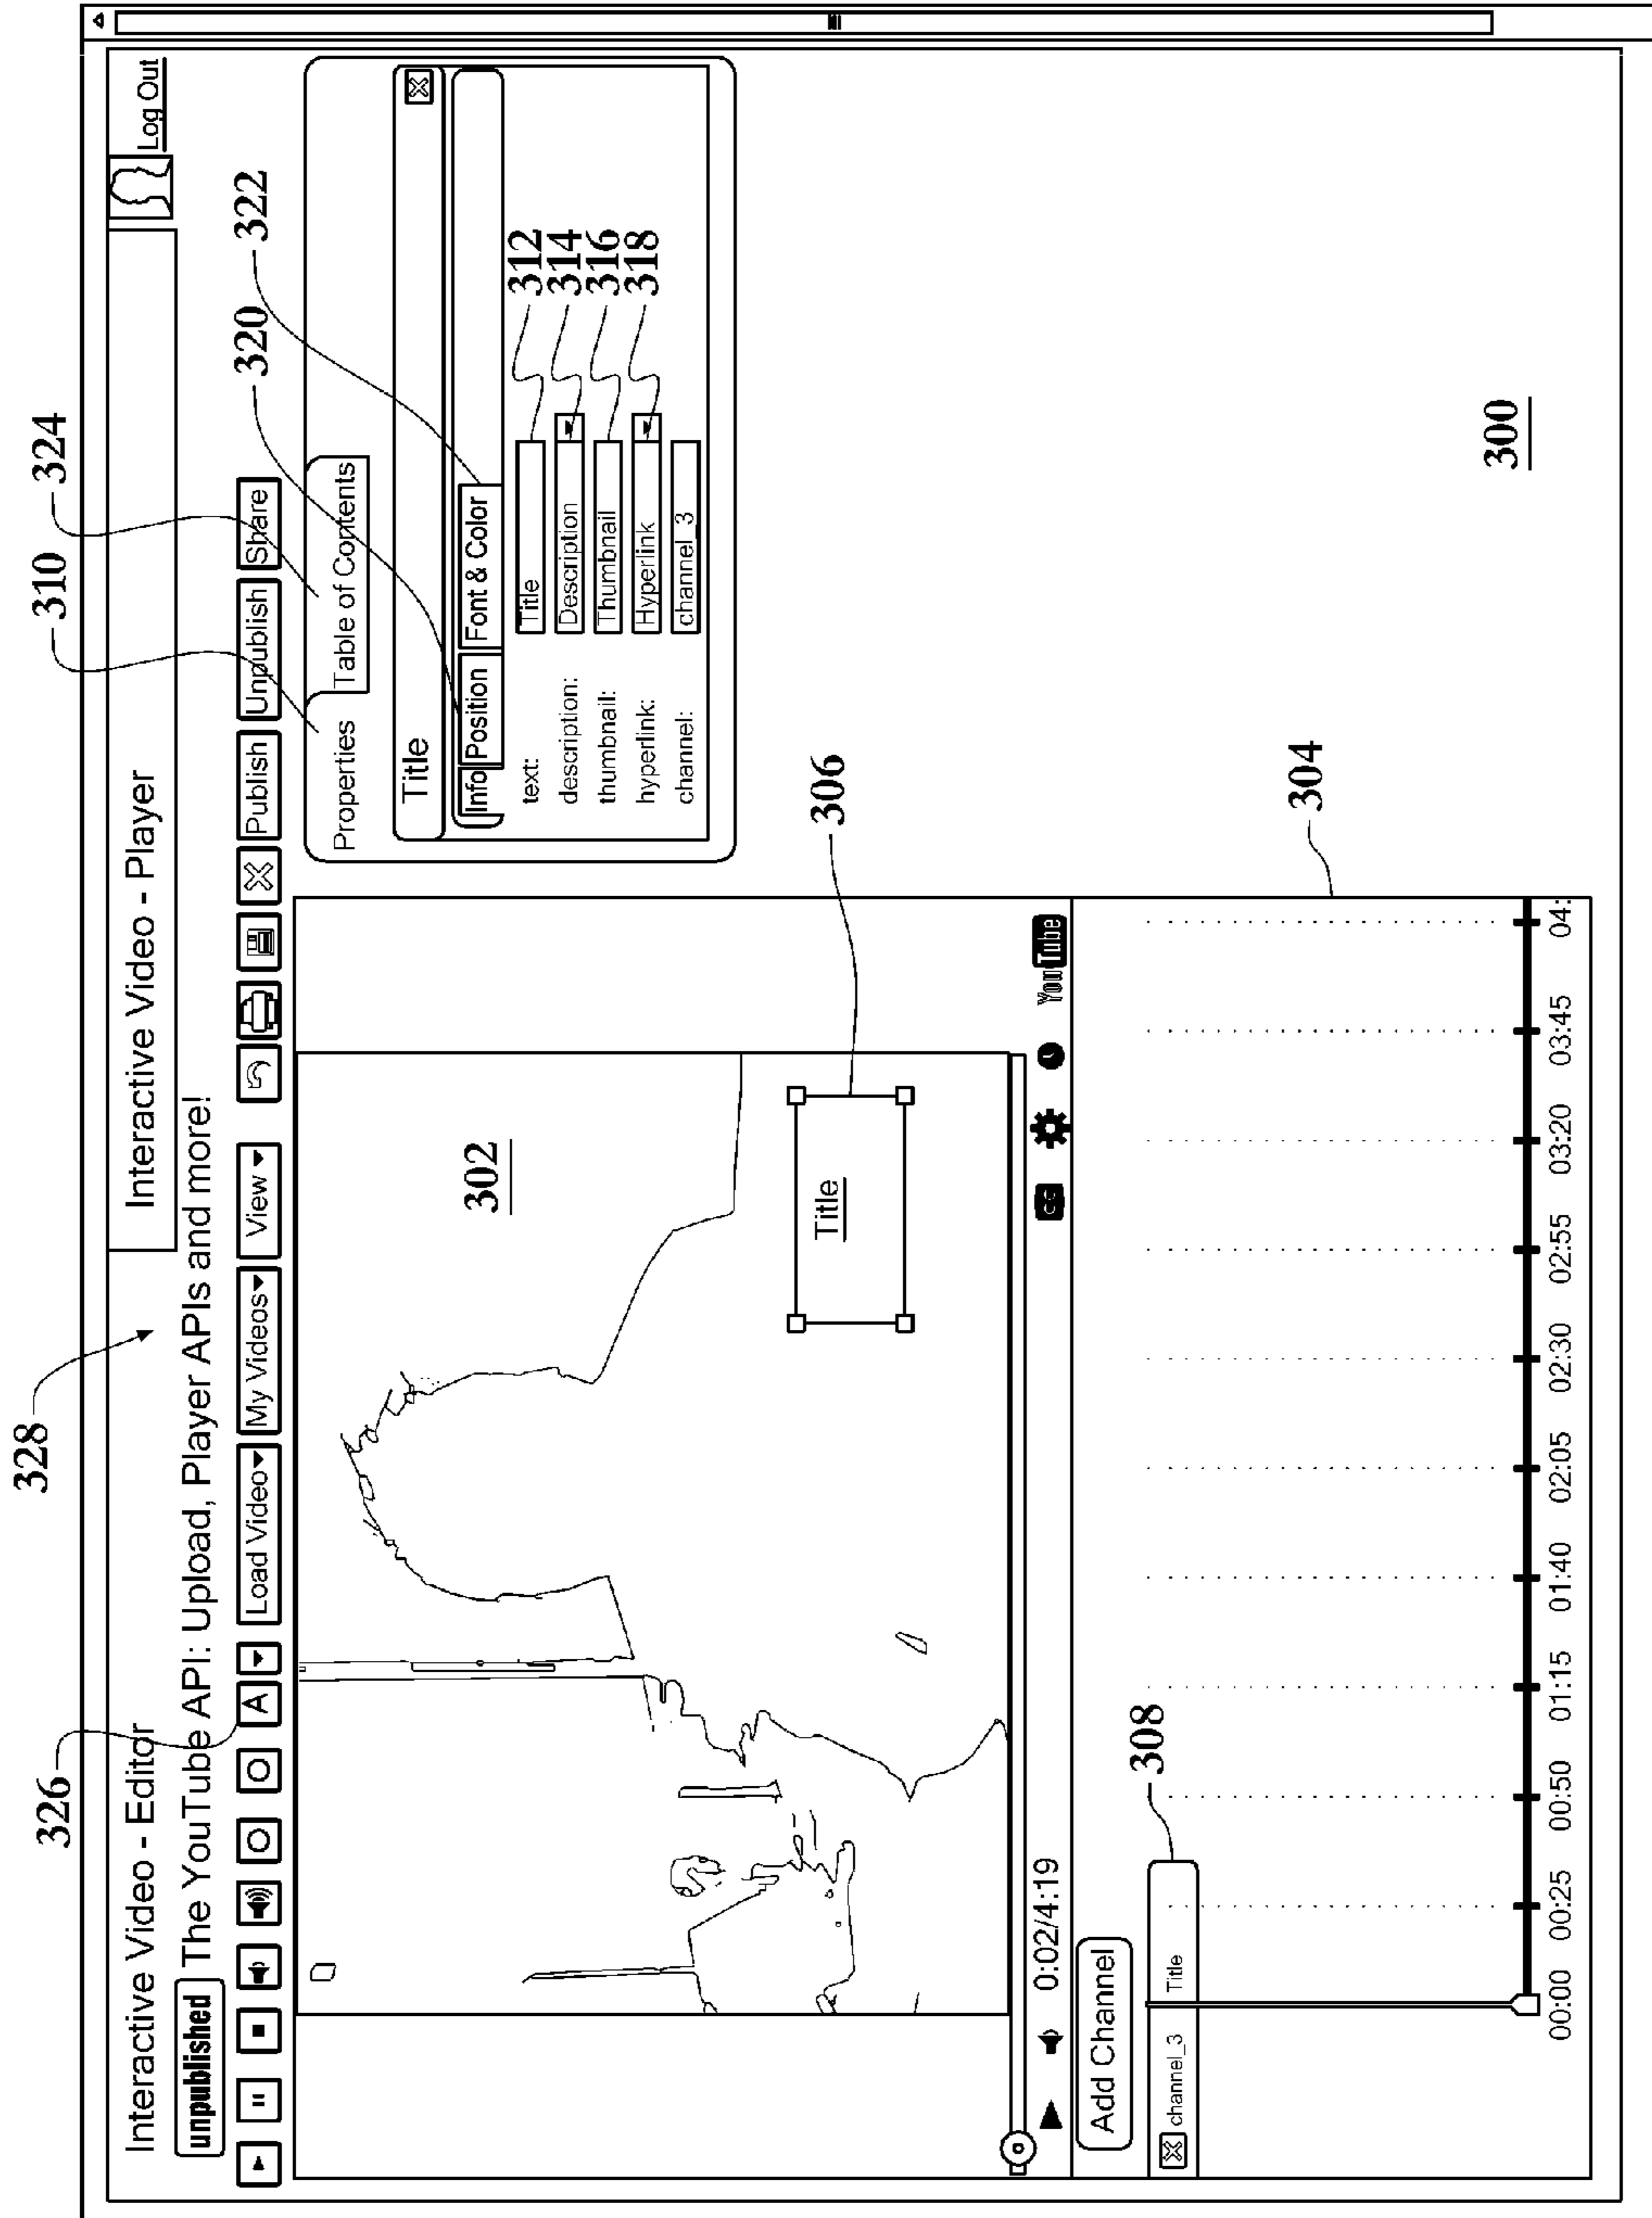 328
326
310
324
Interactive Video - Editor
Interactive Video - Player
Log Out
unpublished The YouTube API: Upload, Player APIs and more!
A Load Video My Videos View Publish Unpublish Share
320
322
302
Properties Table of Contents
Title
Info Position Font & Color
text: Title 312
description: Description 314
thumbnail: Thumbnail 316
hyperlink: Hyperlink 318
channel: channel_3
Title
306
0:02/4:19 CC YouTube
Add Channel
channel_3 Title
308
304
300
00:00 00:25 00:50 01:15 01:40 02:05 02:30 02:55 03:20 03:45 04: